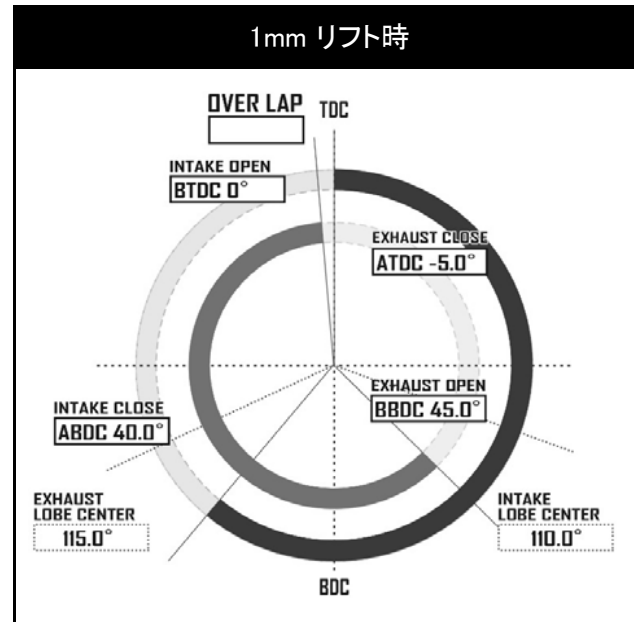 1mm リフト時
OVER LAP
TDC
INTAKE OPEN
BTDC 0°
EXHAUST CLOSE
ATDC -5.0°
EXHAUST OPEN
BBDC 45.0°
INTAKE CLOSE
ABDC 40.0°
EXHAUST
LOBE CENTER
115.0°
INTAKE
LOBE CENTER
110.0°
BDC